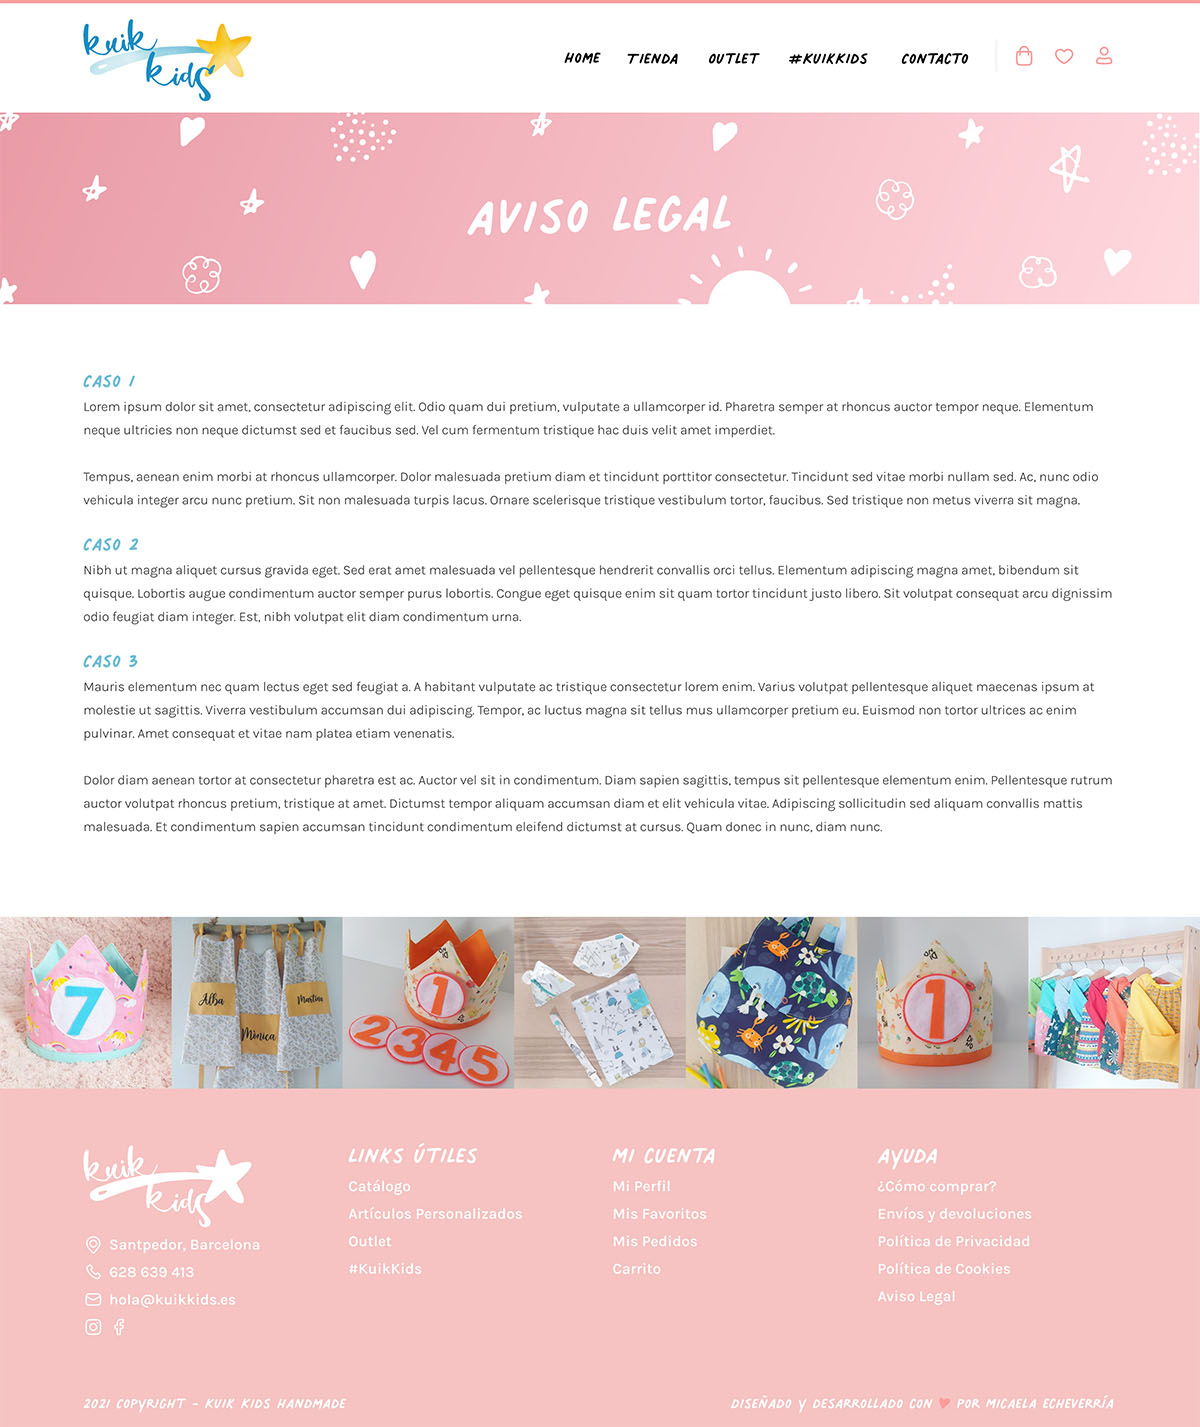 kuik
kids
HOME TIENDA OUTLET #KUIKKIDS CONTACTO
AVISO LEGAL
CASO 1
Lorem ipsum dolor sit amet, consectetur adipiscing elit. Odio quam dui pretium, vulputate a ullamcorper id. Pharetra semper at rhoncus auctor tempor neque. Elementum
neque ultricies non neque dictumst sed et faucibus sed. Vel cum fermentum tristique hac duis velit amet imperdiet.
Tempus, aenean enim morbi at rhoncus ullamcorper. Dolor malesuada pretium diam et tincidunt porttitor consectetur. Tincidunt sed vitae morbi nullam sed. Ac, nunc odio
vehicula integer arcu nunc pretium. Sit non malesuada turpis lacus. Ornare scelerisque tristique vestibulum tortor, faucibus. Sed tristique non metus viverra sit magna.
CASO 2
Nibh ut magna aliquet cursus gravida eget. Sed erat amet malesuada vel pellentesque hendrerit convallis orci tellus. Elementum adipiscing magna amet, bibendum sit
quisque. Lobortis augue condimentum auctor semper purus lobortis. Congue eget quisque enim sit quam tortor tincidunt justo libero. Sit volutpat consequat arcu dignissim
odio feugiat diam integer. Est, nibh volutpat elit diam condimentum urna.
CASO 3
Mauris elementum nec quam lectus eget sed feugiat a. A habitant vulputate ac tristique consectetur lorem enim. Varius volutpat pellentesque aliquet maecenas ipsum at
molestie ut sagittis. Viverra vestibulum accumsan dui adipiscing. Tempor, ac luctus magna sit tellus mus ullamcorper pretium eu. Euismod non tortor ultrices ac enim
pulvinar. Amet consequat et vitae nam platea etiam venenatis.
Dolor diam aenean tortor at consectetur pharetra est ac. Auctor vel sit in condimentum. Diam sapien sagittis, tempus sit pellentesque elementum enim. Pellentesque rutrum
auctor volutpat rhoncus pretium, tristique at amet. Dictumst tempor aliquam accumsan diam et elit vehicula vitae. Adipiscing sollicitudin sed aliquam convallis mattis
malesuada. Et condimentum sapien accumsan tincidunt condimentum eleifend dictumst at cursus. Quam donec in nunc, diam nunc.
7
Alba
Mònica
Martina
1
2 3 4 5
1
kuik
kids
Santpedor, Barcelona
628 639 413
hola@kuikkids.es
LINKS ÚTILES
Catálogo
Artículos Personalizados
Outlet
#KuikKids
MI CUENTA
Mi Perfil
Mis Favoritos
Mis Pedidos
Carrito
AYUDA
¿Cómo comprar?
Envíos y devoluciones
Política de Privacidad
Política de Cookies
Aviso Legal
2021 COPYRIGHT - KUIK KIDS HANDMADE
DISEÑADO Y DESARROLLADO CON ♥ POR MICAELA ECHEVERRÍA